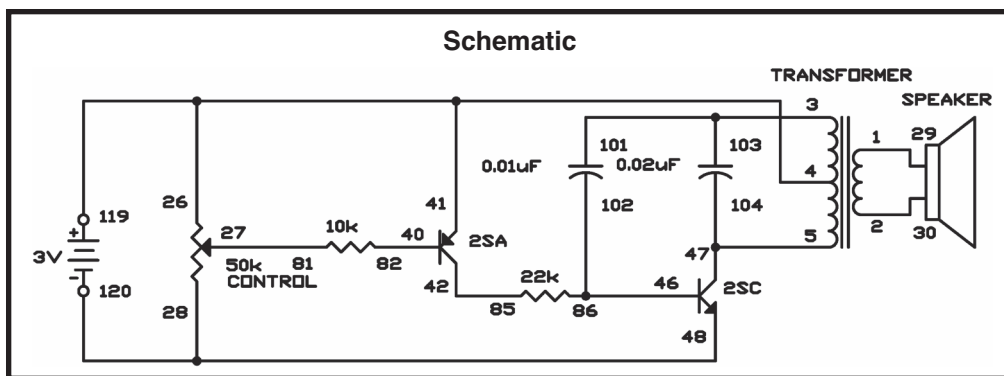 Schematic
TRANSFORMER
SPEAKER
3
1
29
101
103
0.01uF
0.02uF
4
26
41
102
104
119
27
10k
40
47
5
2
30
+
2SA
3V
50k
81
82
42
22k
46
2SC
-
CONTROL
120
28
85
86
48